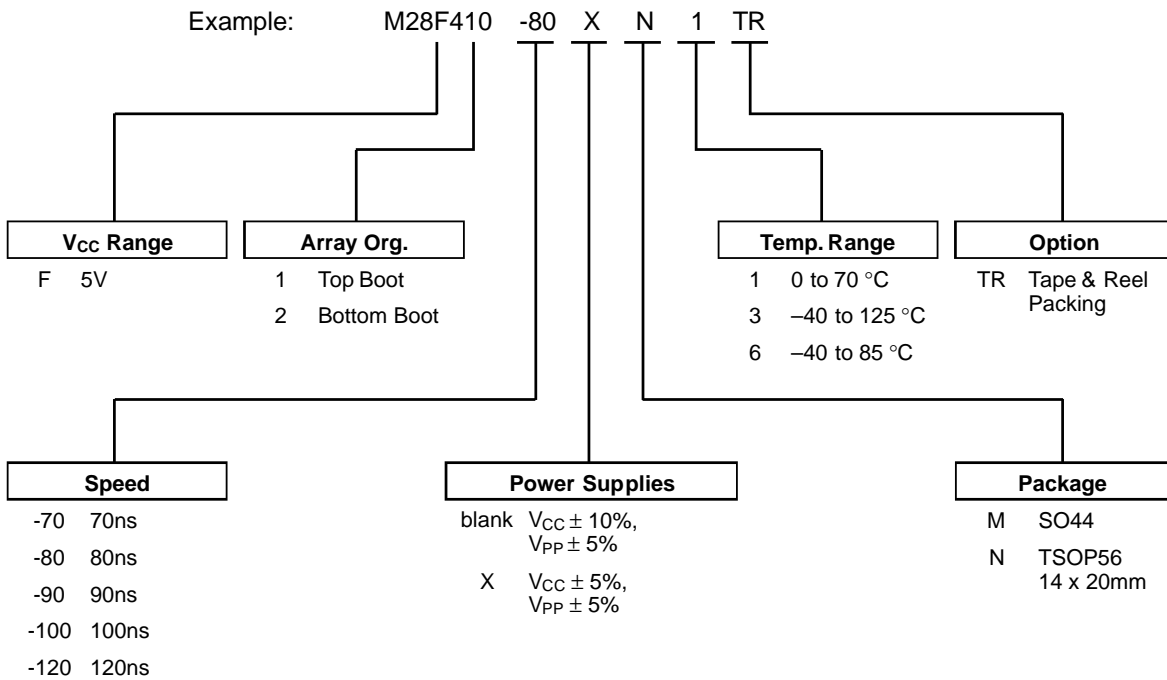 Example: M28F410 -80 X N 1 TR
VCC Range
F 5V
Array Org.
1 Top Boot
2 Bottom Boot
Temp. Range
1 0 to 70 °C
3 –40 to 125 °C
6 –40 to 85 °C
Option
TR Tape & Reel
Packing
Speed
-70 70ns
-80 80ns
-90 90ns
-100 100ns
-120 120ns
Power Supplies
blank VCC ± 10%,
VPP ± 5%
X VCC ± 5%,
VPP ± 5%
Package
M SO44
N TSOP56
14 x 20mm